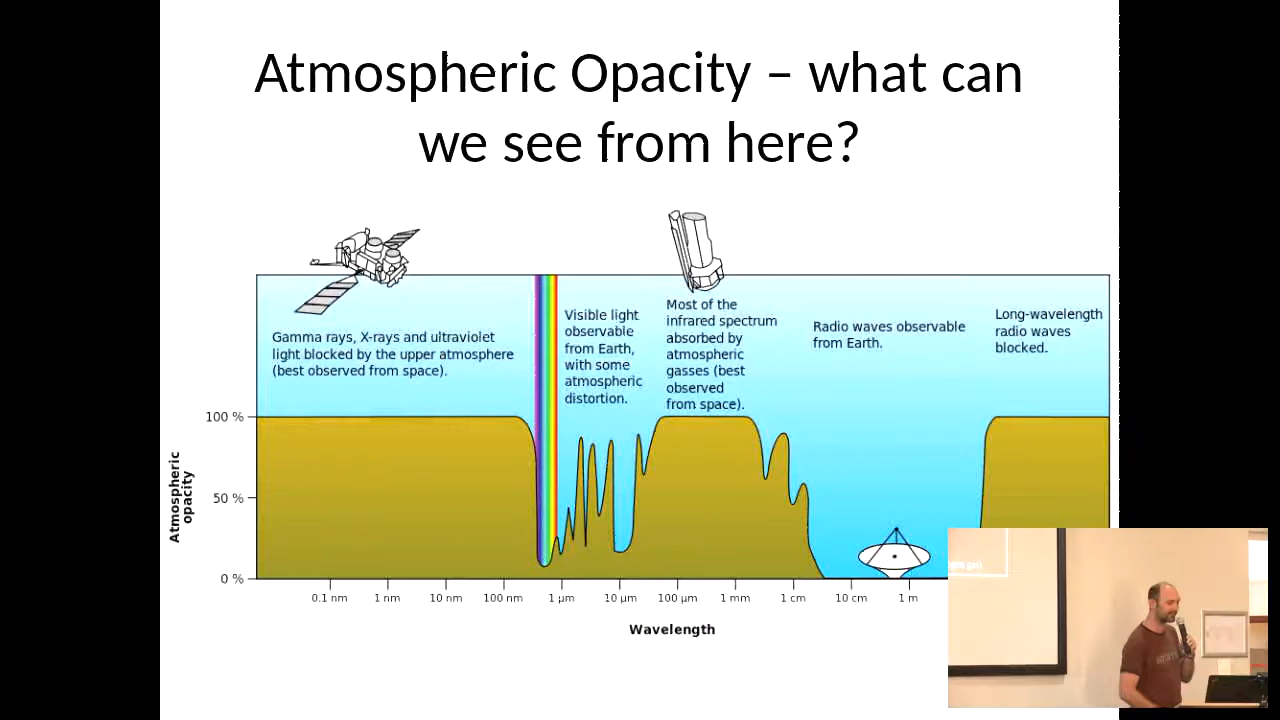 Atmospheric Opacity – what can
we see from here?
Gamma rays, X-rays and ultraviolet
light blocked by the upper atmosphere
(best observed from space).
Visible light
observable
from Earth,
with some
atmospheric
distortion.
Most of the
infrared spectrum
absorbed by
atmospheric
gasses (best
observed
from space).
Radio waves observable
from Earth.
Long-wavelength
radio waves
blocked.
Atmospheric
opacity
100 %
50 %
0 %
0.1 nm 1 nm 10 nm 100 nm 1 µm 10 µm 100 µm 1 mm 1 cm 10 cm 1 m
Wavelength